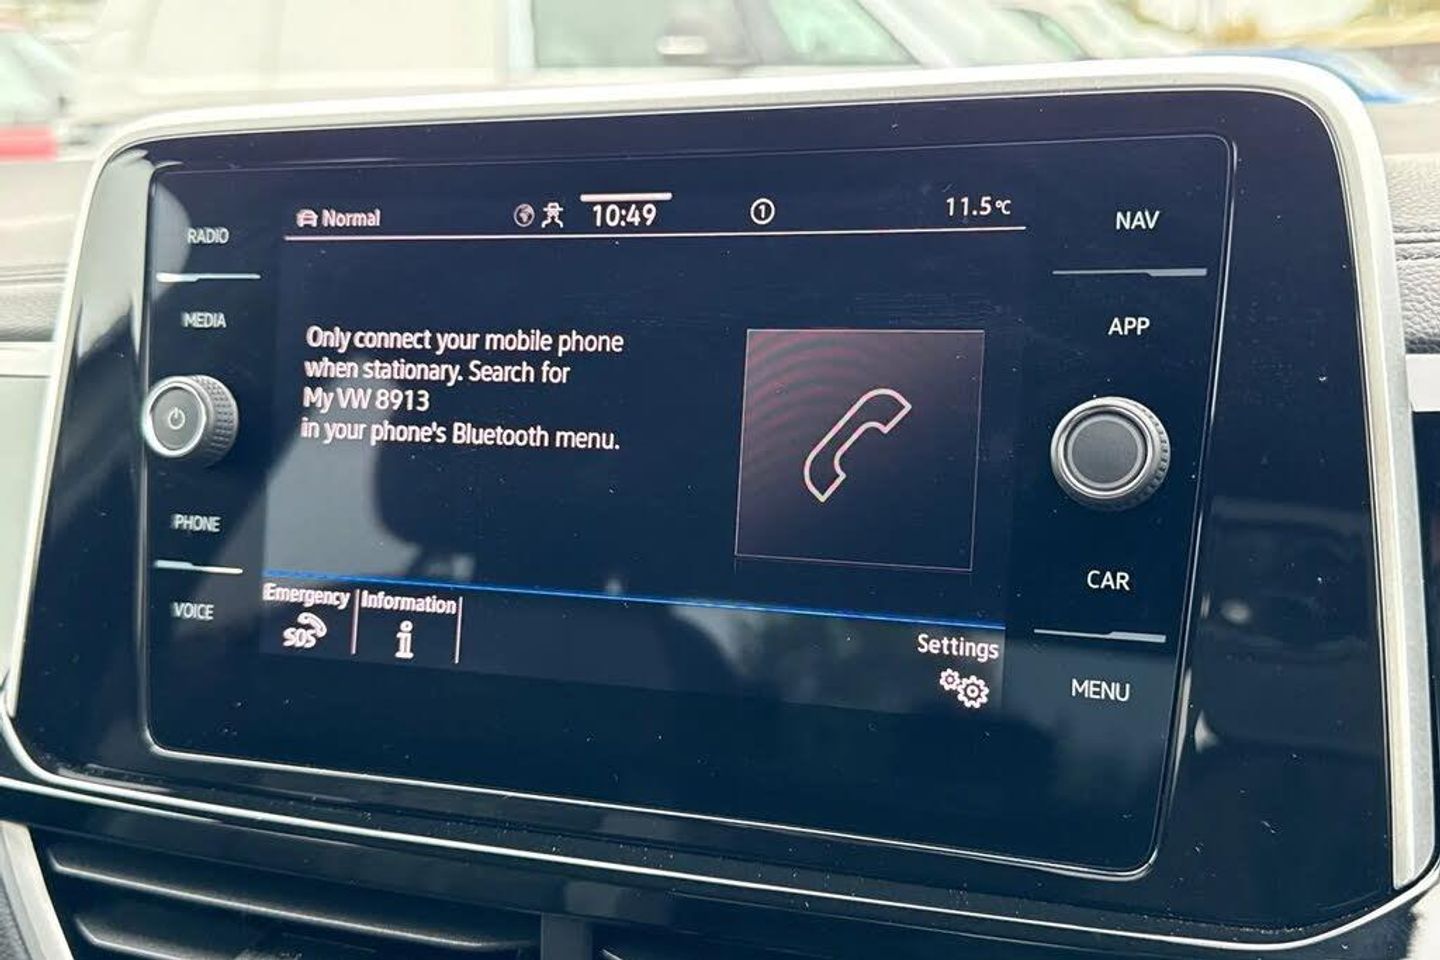 Normal 10:49 1 11.5°C
RADIO
MEDIA
PHONE
VOICE
Only connect your mobile phone
when stationary. Search for
My VW 8913
in your phone's Bluetooth menu.
Emergency Information
SOS i
Settings
NAV
APP
CAR
MENU